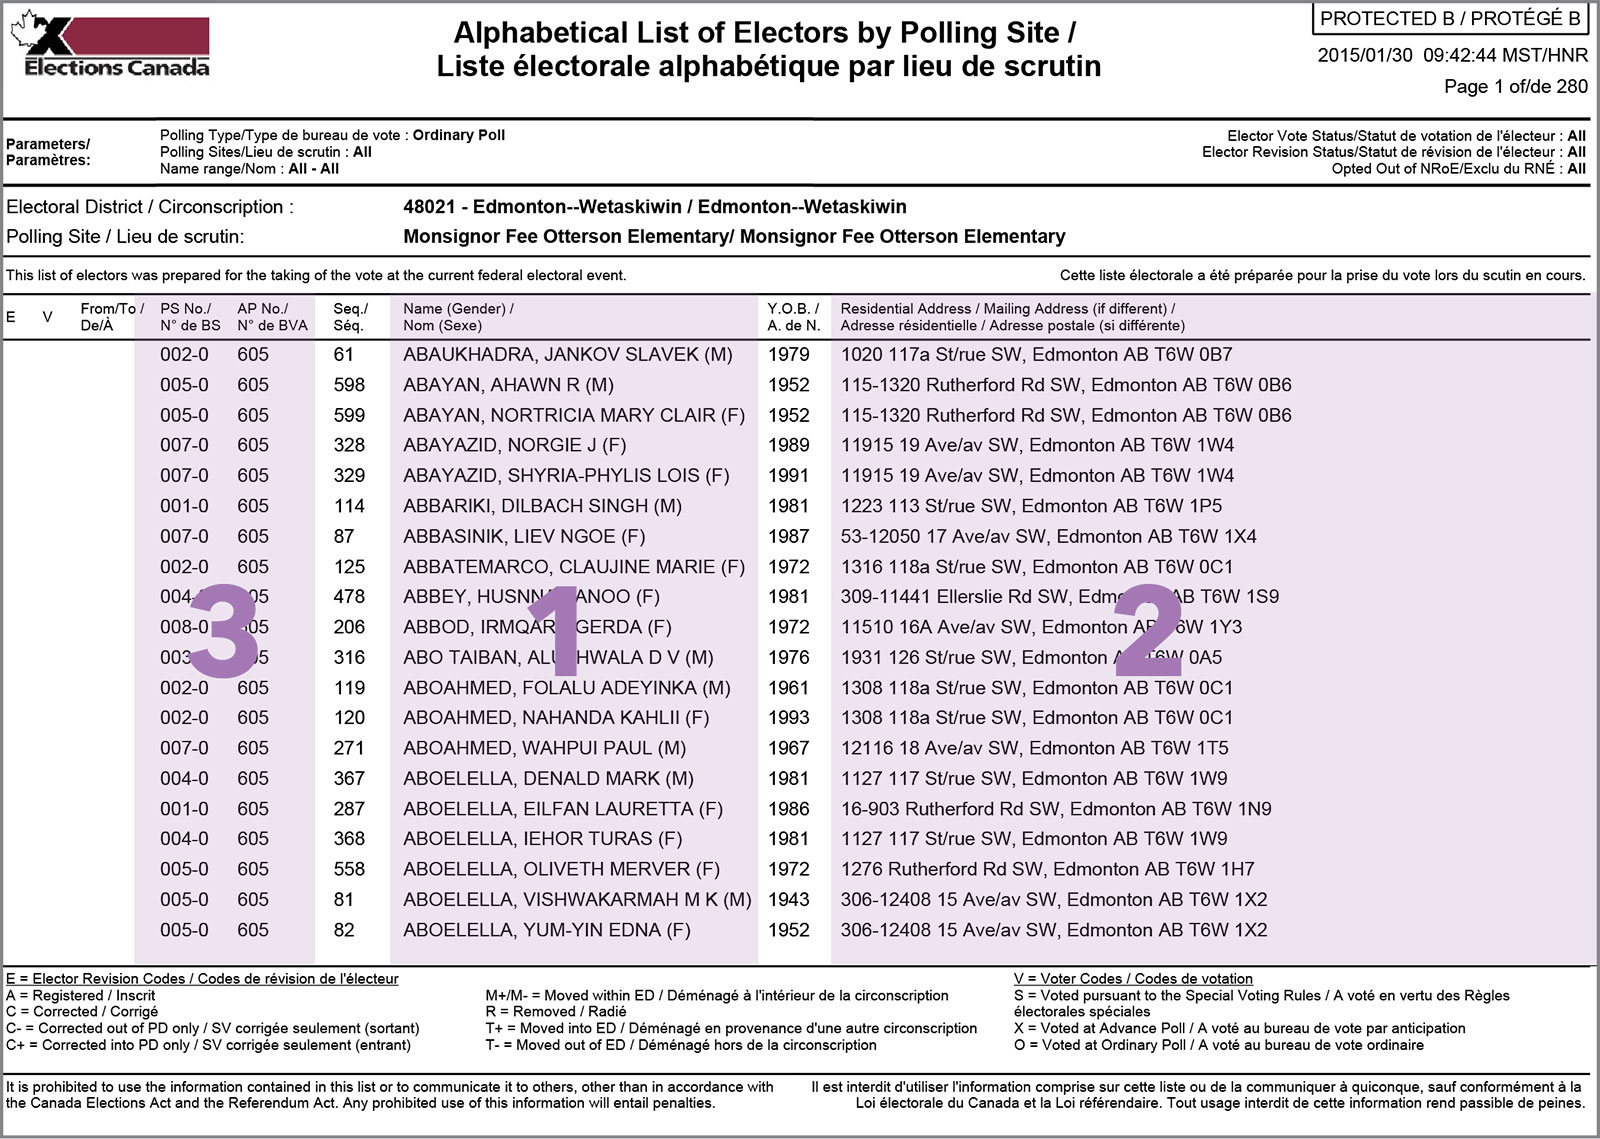 Elections Canada
Alphabetical List of Electors by Polling Site /
Liste électorale alphabétique par lieu de scrutin
PROTECTED B / PROTÉGÉ B
2015/01/30 09:42:44 MST/HNR
Page 1 of/de 280
Parameters/
Paramètres:
Polling Type/Type de bureau de vote : Ordinary Poll
Polling Sites/Lieu de scrutin : All
Name range/Nom : All - All
Elector Vote Status/Statut de votation de l'électeur : All
Elector Revision Status/Statut de révision de l'électeur : All
Opted Out of NRoE/Exclu du RNÉ : All
Electoral District / Circonscription : 48021 - Edmonton--Wetaskiwin / Edmonton--Wetaskiwin
Polling Site / Lieu de scrutin: Monsignor Fee Otterson Elementary/ Monsignor Fee Otterson Elementary
This list of electors was prepared for the taking of the vote at the current federal electoral event. Cette liste électorale a été préparée pour la prise du vote lors du scutin en cours.
E V From/To / PS No./ AP No./ Seq./ Name (Gender) / Y.O.B. / Residential Address / Mailing Address (if different) /
De/À N° de BS N° de BVA Séq. Nom (Sexe) A. de N. Adresse résidentielle / Adresse postale (si différente)
002-0 605 61 ABAUKHADRA, JANKOV SLAVEK (M) 1979 1020 117a St/rue SW, Edmonton AB T6W 0B7
005-0 605 598 ABAYAN, AHAWN R (M) 1952 115-1320 Rutherford Rd SW, Edmonton AB T6W 0B6
005-0 605 599 ABAYAN, NORTRICIA MARY CLAIR (F) 1952 115-1320 Rutherford Rd SW, Edmonton AB T6W 0B6
007-0 605 328 ABAYAZID, NORGIE J (F) 1989 11915 19 Ave/av SW, Edmonton AB T6W 1W4
007-0 605 329 ABAYAZID, SHYRIA-PHYLIS LOIS (F) 1991 11915 19 Ave/av SW, Edmonton AB T6W 1W4
001-0 605 114 ABBARIKI, DILBACH SINGH (M) 1981 1223 113 St/rue SW, Edmonton AB T6W 1P5
007-0 605 87 ABBASINIK, LIEV NGOE (F) 1987 53-12050 17 Ave/av SW, Edmonton AB T6W 1X4
002-0 605 125 ABBATEMARCO, CLAUJINE MARIE (F) 1972 1316 118a St/rue SW, Edmonton AB T6W 0C1
478 ABBEY, (F) 1981 309-11441 Ellerslie Rd SW, AB T6W 1S9
008-0 206 ABBOD, GERDA (F) 1972 11510 16A Ave/av SW, Edmonton 1Y3
316 ABO TAIBAN, D V (M) 1976 1931 126 St/rue SW, Edmonton 0A5
002-0 605 119 ABOAHMED, FOLALU ADEYINKA (M) 1961 1308 118a St/rue SW, Edmonton AB T6W 0C1
002-0 605 120 ABOAHMED, NAHANDA KAHLII (F) 1993 1308 118a St/rue SW, Edmonton AB T6W 0C1
007-0 605 271 ABOAHMED, WAHPUI PAUL (M) 1967 12116 18 Ave/av SW, Edmonton AB T6W 1T5
004-0 605 367 ABOELELLA, DENALD MARK (M) 1981 1127 117 St/rue SW, Edmonton AB T6W 1W9
001-0 605 287 ABOELELLA, EILFAN LAURETTA (F) 1986 16-903 Rutherford Rd SW, Edmonton AB T6W 1N9
004-0 605 368 ABOELELLA, IEHOR TURAS (F) 1981 1127 117 St/rue SW, Edmonton AB T6W 1W9
005-0 605 558 ABOELELLA, OLIVETH MERVER (F) 1972 1276 Rutherford Rd SW, Edmonton AB T6W 1H7
005-0 605 81 ABOELELLA, VISHWAKARMAH M K (M) 1943 306-12408 15 Ave/av SW, Edmonton AB T6W 1X2
005-0 605 82 ABOELELLA, YUM-YIN EDNA (F) 1952 306-12408 15 Ave/av SW, Edmonton AB T6W 1X2
3 1 2
E = Elector Revision Codes / Codes de révision de l'électeur
A = Registered / Inscrit
C = Corrected / Corrigé
C- = Corrected out of PD only / SV corrigée seulement (sortant)
C+ = Corrected into PD only / SV corrigée seulement (entrant)
M+/M- = Moved within ED / Déménagé à l'intérieur de la circonscription
R = Removed / Radié
T+ = Moved into ED / Déménagé en provenance d'une autre circonscription
T- = Moved out of ED / Déménagé hors de la circonscription
V = Voter Codes / Codes de votation
S = Voted pursuant to the Special Voting Rules / A voté en vertu des Règles
électorales spéciales
X = Voted at Advance Poll / A voté au bureau de vote par anticipation
O = Voted at Ordinary Poll / A voté au bureau de vote ordinaire
It is prohibited to use the information contained in this list or to communicate it to others, other than in accordance with
the Canada Elections Act and the Referendum Act. Any prohibited use of this information will entail penalties.
Il est interdit d'utiliser l'information comprise sur cette liste ou de la communiquer à quiconque, sauf conformément à la
Loi électorale du Canada et la Loi référendaire. Tout usage interdit de cette information rend passible de peines.